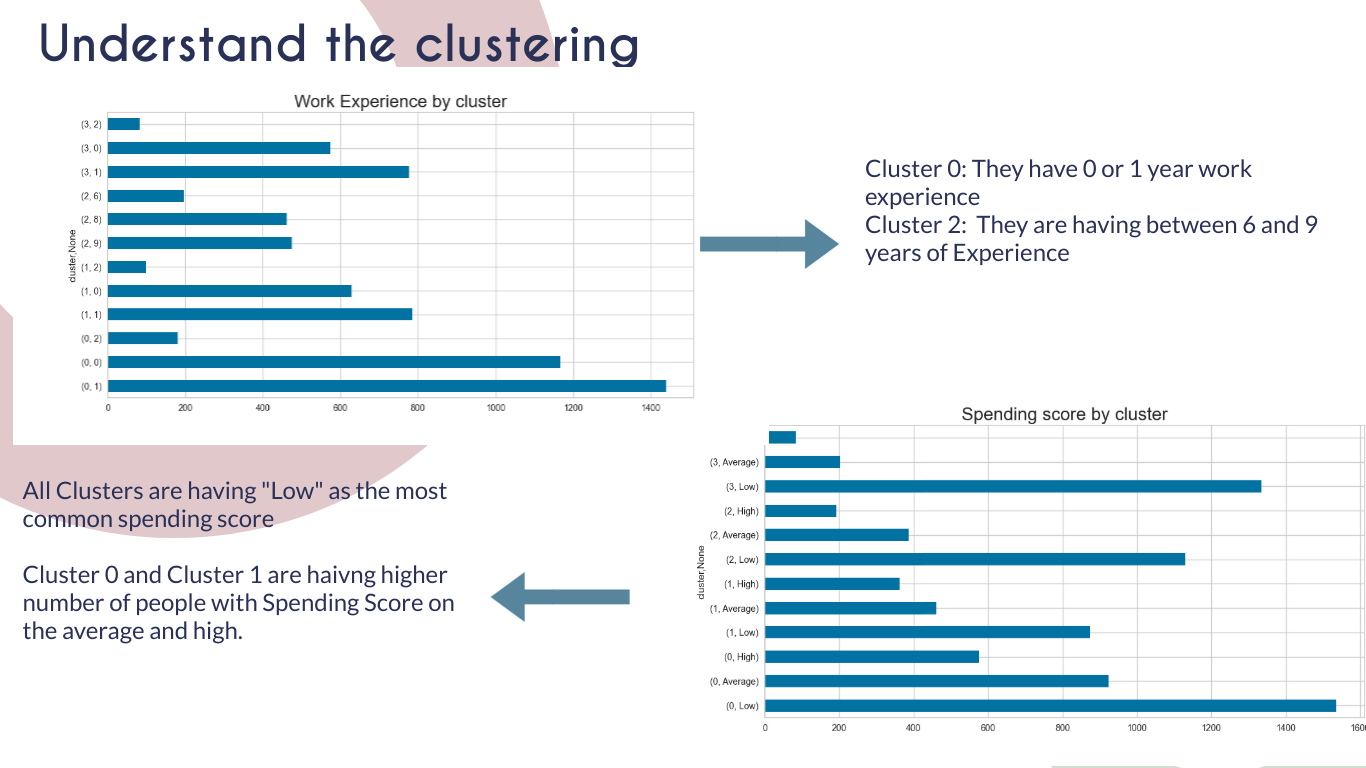 Understand the clustering
Work Experience by cluster
(3, 2)
(3, 0)
(3, 1)
(2, 6)
(2, 8)
(2, 9)
(1, 2)
(1, 0)
(1, 1)
(0, 2)
(0, 0)
(0, 1)
cluster,None
0 200 400 600 800 1000 1200 1400
Cluster 0: They have 0 or 1 year work
experience
Cluster 2: They are having between 6 and 9
years of Experience
All Clusters are having "Low" as the most
common spending score
Cluster 0 and Cluster 1 are haivng higher
number of people with Spending Score on
the average and high.
Spending score by cluster
(3, Average)
(3, Low)
(2, High)
(2, Average)
(2, Low)
(1, High)
(1, Average)
(1, Low)
(0, High)
(0, Average)
(0, Low)
cluster,None
0 200 400 600 800 1000 1200 1400